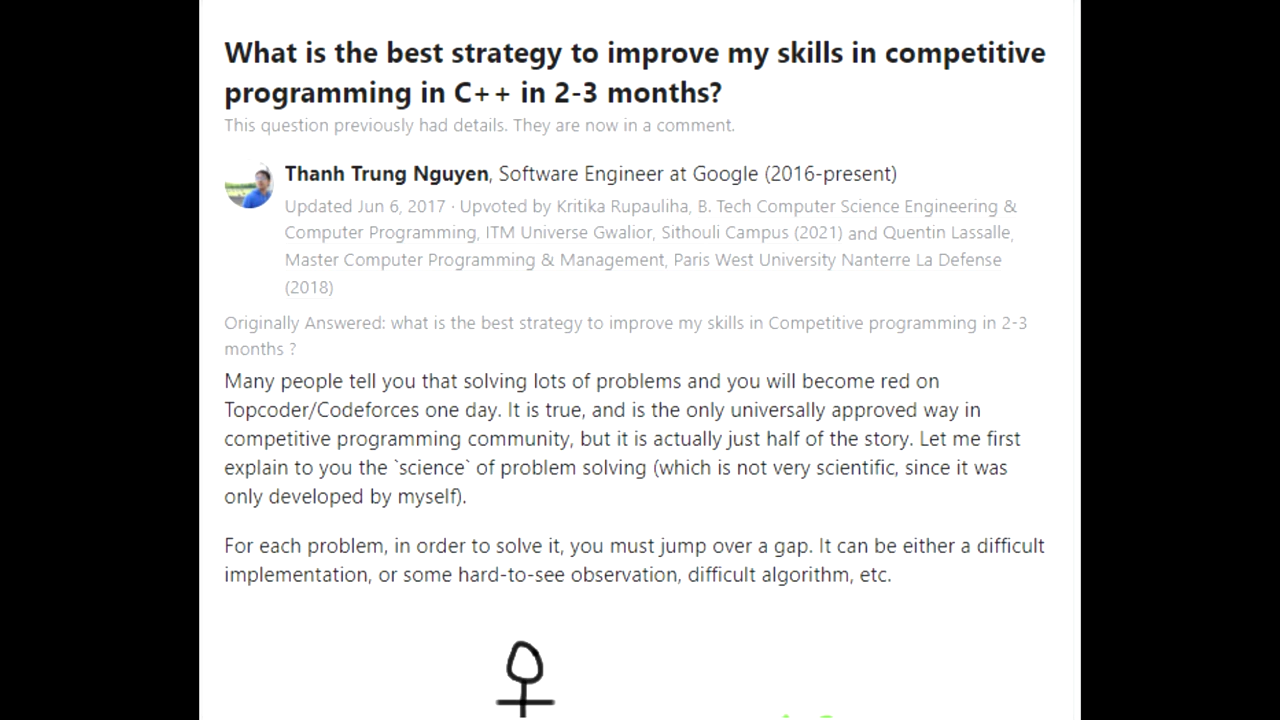 What is the best strategy to improve my skills in competitive
programming in C++ in 2-3 months?
This question previously had details. They are now in a comment.
Thanh Trung Nguyen, Software Engineer at Google (2016-present)
Updated Jun 6, 2017 · Upvoted by Kritika Rupauliha, B. Tech Computer Science Engineering &
Computer Programming, ITM Universe Gwalior, Sithouli Campus (2021) and Quentin Lassalle,
Master Computer Programming & Management, Paris West University Nanterre La Defense
(2018)
Originally Answered: what is the best strategy to improve my skills in Competitive programming in 2-3
months ?
Many people tell you that solving lots of problems and you will become red on
Topcoder/Codeforces one day. It is true, and is the only universally approved way in
competitive programming community, but it is actually just half of the story. Let me first
explain to you the `science` of problem solving (which is not very scientific, since it was
only developed by myself).
For each problem, in order to solve it, you must jump over a gap. It can be either a difficult
implementation, or some hard-to-see observation, difficult algorithm, etc.